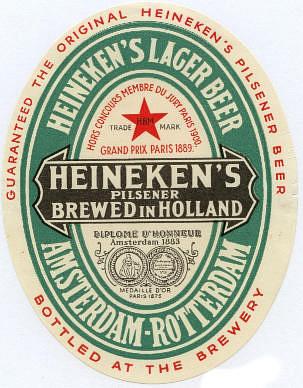 GUARANTEED THE ORIGINAL HEINEKEN'S PILSENER BEER
HEINEKEN'S LAGER BEER
HORS CONCOURS MEMBRE DU JURY PARIS 1900.
HBM
TRADE MARK
GRAND PRIX PARIS 1889.
HEINEKEN'S
PILSENER
BREWED IN HOLLAND
DIPLOME D'HONNEUR
Amsterdam 1883
MEDAILLE D'OR
PARIS 1875
AMSTERDAM-ROTTERDAM
BOTTLED AT THE BREWERY